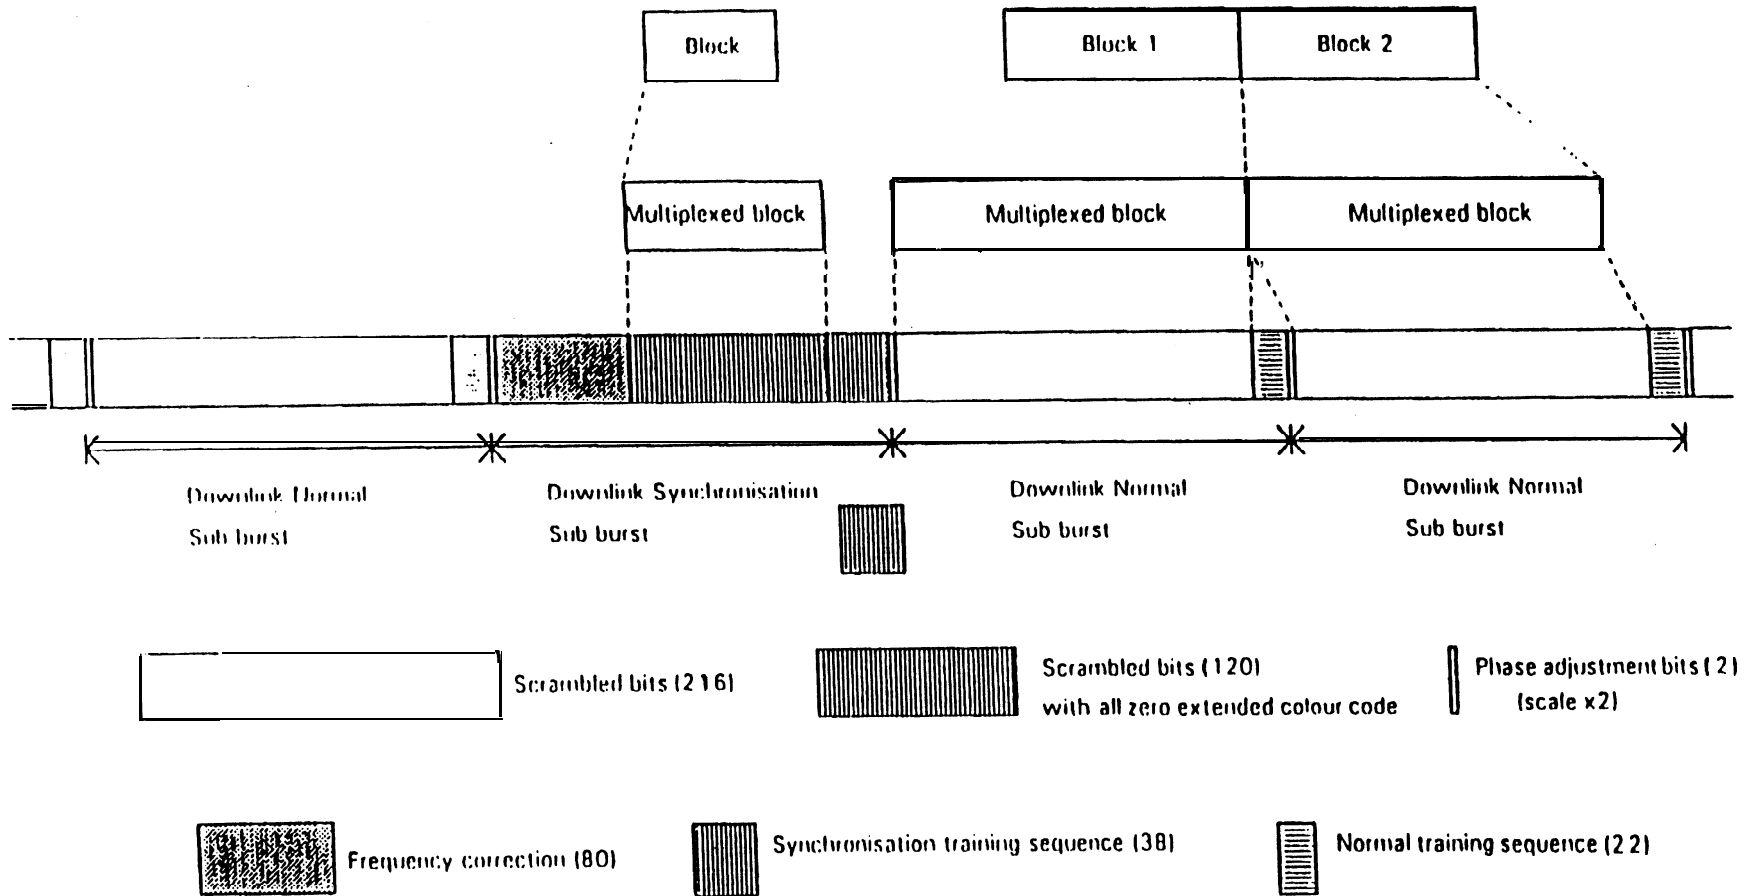 Block
Block 1
Block 2
Multiplexed block
Multiplexed block
Multiplexed block
Downlink Normal
Sub burst
Downlink Synchronisation
Sub burst
Downlink Normal
Sub burst
Downlink Normal
Sub burst
Scrambled bits (216)
Scrambled bits (120)
with all zero extended colour code
Phase adjustment bits (2)
(scale x2)
Frequency correction (80)
Synchronisation training sequence (38)
Normal training sequence (22)